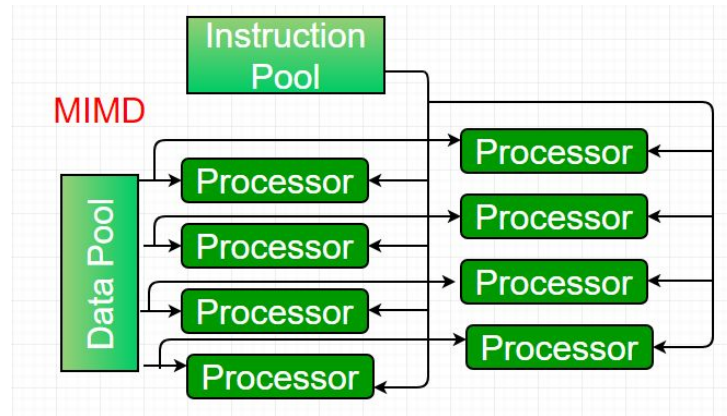 Instruction
Pool
MIMD
Processor
Processor
Data Pool
Processor
Processor
Processor
Processor
Processor
Processor